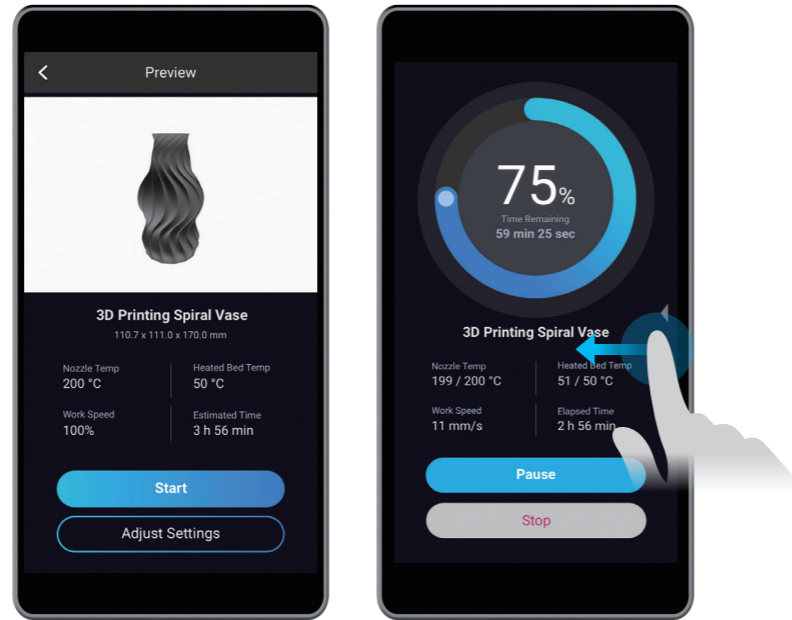 Preview
3D Printing Spiral Vase
110.7 x 111.0 x 170.0 mm
Nozzle Temp
200 °C
Heated Bed Temp
50 °C
Work Speed
100%
Estimated Time
3 h 56 min
Start
Adjust Settings
75%
Time Remaining
59 min 25 sec
3D Printing Spiral Vase
Nozzle Temp
199 / 200 °C
Heated Bed Temp
51 / 50 °C
Work Speed
11 mm/s
Elapsed Time
2 h 56 min
Pause
Stop